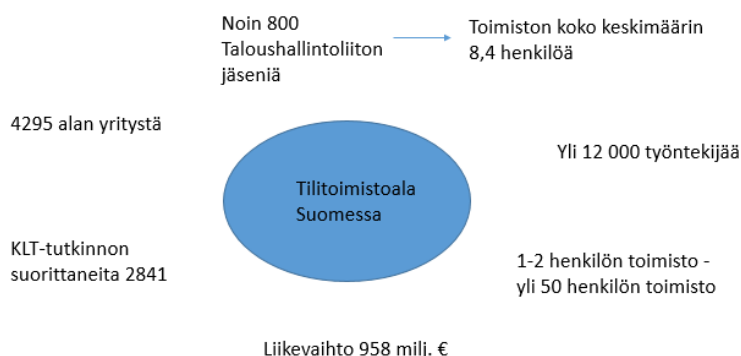 Noin 800
Taloushallintoliiton
jäseniä
Toimiston koko keskimäärin
8,4 henkilöä
4295 alan yritystä
Yli 12 000 työntekijää
Tilitoimistoala
Suomessa
KLT-tutkinnon
suorittaneita 2841
1-2 henkilön toimisto -
yli 50 henkilön toimisto
Liikevaihto 958 milj. €